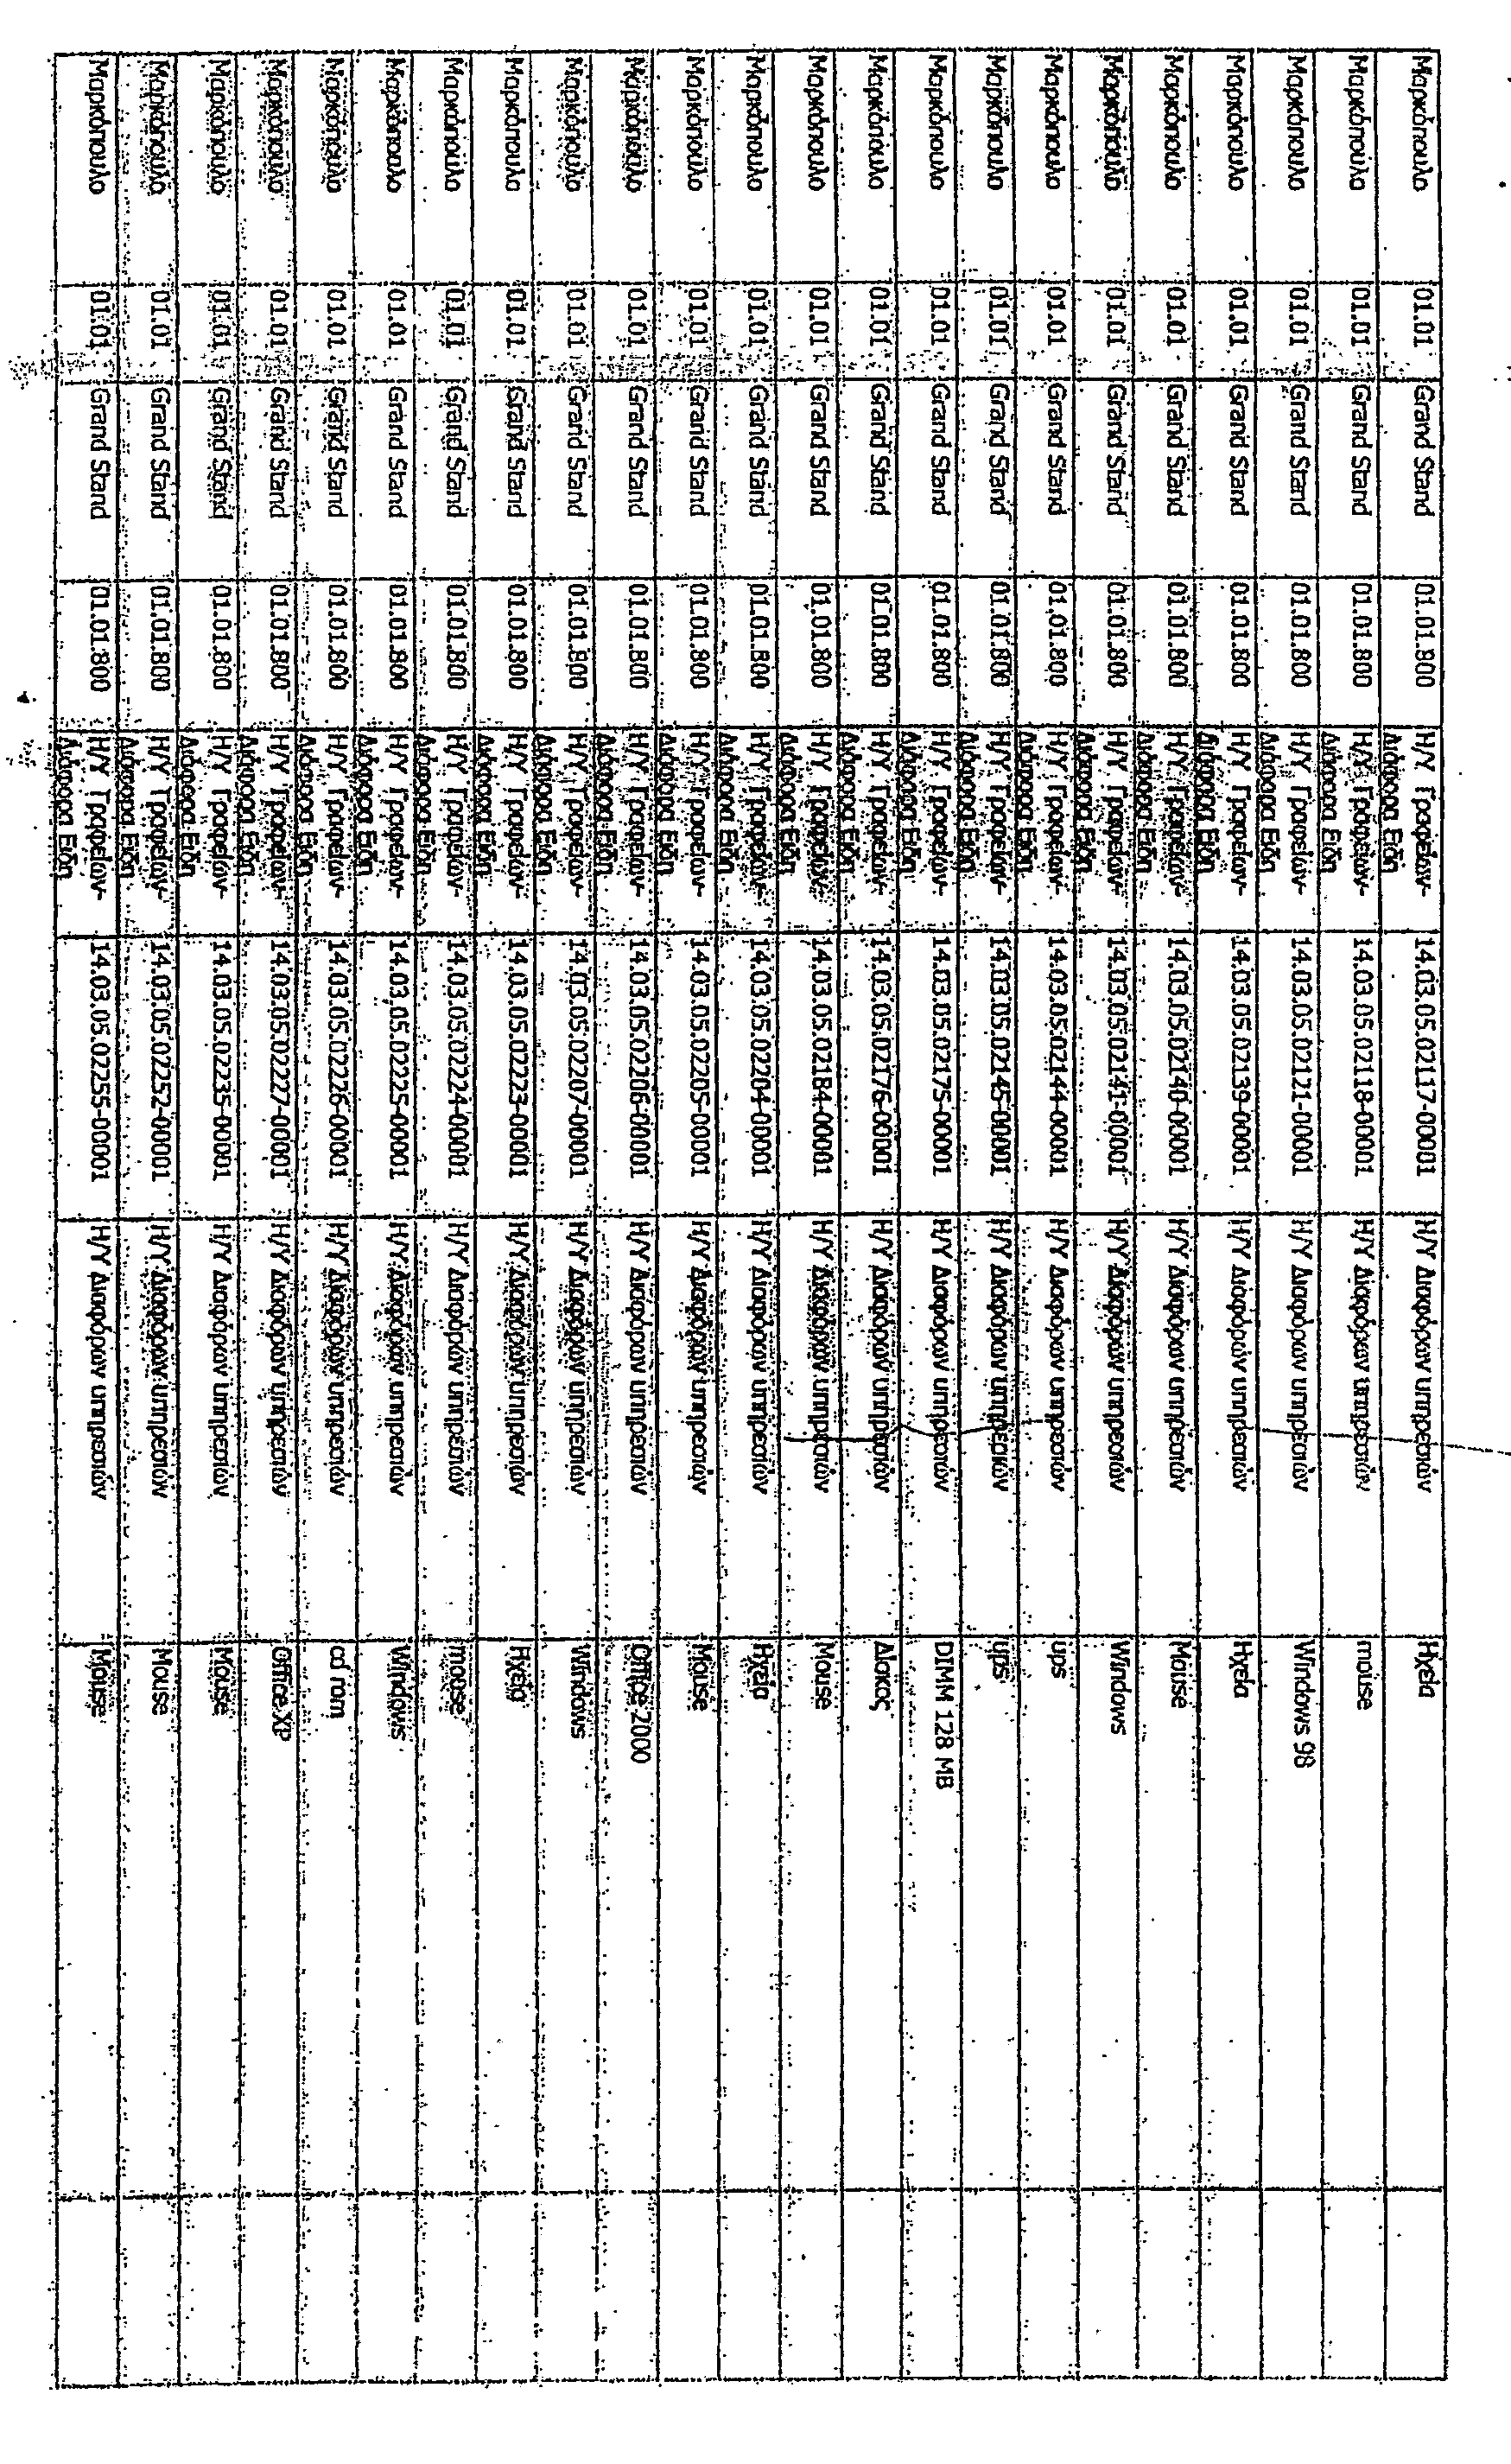 Μαρκόπουλο 01.01 Grand Stand 01.01.800 Η/Υ Γραφείων- 14.03.05.02117-00001 Η/Υ Διαφόρων υπηρεσιών Ηχεία
Διάφορα Είδη
Μαρκόπουλο 01.01 Grand Stand 01.01.800 Η/Υ Γραφείων- 14.03.05.02118-00001 Η/Υ Διαφόρων υπηρεσιών mouse
Διάφορα Είδη
Μαρκόπουλο 01.01 Grand Stand 01.01.800 Η/Υ Γραφείων- 14.03.05.02121-00001 Η/Υ Διαφόρων υπηρεσιών Windows 98
Διάφορα Είδη
Μαρκόπουλο 01.01 Grand Stand 01.01.800 Η/Υ Γραφείων- 14.03.05.02139-00001 Η/Υ Διαφόρων υπηρεσιών Ηχεία
Διάφορα Είδη
Μαρκόπουλο 01.01 Grand Stand 01.01.800 Η/Υ Γραφείων- 14.03.05.02140-00001 Η/Υ Διαφόρων υπηρεσιών Mouse
Διάφορα Είδη
Μαρκόπουλο 01.01 Grand Stand 01.01.800 Η/Υ Γραφείων- 14.03.05.02141-00001 Η/Υ Διαφόρων υπηρεσιών Windows
Διάφορα Είδη
Μαρκόπουλο 01.01 Grand Stand 01.01.800 Η/Υ Γραφείων- 14.03.05.02144-00001 Η/Υ Διαφόρων υπηρεσιών ups
Διάφορα Είδη
Μαρκόπουλο 01.01 Grand Stand 01.01.800 Η/Υ Γραφείων- 14.03.05.02145-00001 Η/Υ Διαφόρων υπηρεσιών ups
Διάφορα Είδη
Μαρκόπουλο 01.01 Grand Stand 01.01.800 Η/Υ Γραφείων- 14.03.05.02175-00001 Η/Υ Διαφόρων υπηρεσιών DIMM 128 MB
Διάφορα Είδη
Μαρκόπουλο 01.01 Grand Stand 01.01.800 Η/Υ Γραφείων- 14.03.05.02176-00001 Η/Υ Διαφόρων υπηρεσιών Δίσκος
Διάφορα Είδη
Μαρκόπουλο 01.01 Grand Stand 01.01.800 Η/Υ Γραφείων- 14.03.05.02184-00001 Η/Υ Διαφόρων υπηρεσιών Mouse
Διάφορα Είδη
Μαρκόπουλο 01.01 Grand Stand 01.01.800 Η/Υ Γραφείων- 14.03.05.02204-00001 Η/Υ Διαφόρων υπηρεσιών Ηχεία
Διάφορα Είδη
Μαρκόπουλο 01.01 Grand Stand 01.01.800 Η/Υ Γραφείων- 14.03.05.02205-00001 Η/Υ Διαφόρων υπηρεσιών Mouse
Διάφορα Είδη
Μαρκόπουλο 01.01 Grand Stand 01.01.800 Η/Υ Γραφείων- 14.03.05.02206-00001 Η/Υ Διαφόρων υπηρεσιών Office 2000
Διάφορα Είδη
Μαρκόπουλο 01.01 Grand Stand 01.01.800 Η/Υ Γραφείων- 14.03.05.02207-00001 Η/Υ Διαφόρων υπηρεσιών Windows
Διάφορα Είδη
Μαρκόπουλο 01.01 Grand Stand 01.01.800 Η/Υ Γραφείων- 14.03.05.02223-00001 Η/Υ Διαφόρων υπηρεσιών Ηχεία
Διάφορα Είδη
Μαρκόπουλο 01.01 Grand Stand 01.01.800 Η/Υ Γραφείων- 14.03.05.02224-00001 Η/Υ Διαφόρων υπηρεσιών mouse
Διάφορα Είδη
Μαρκόπουλο 01.01 Grand Stand 01.01.800 Η/Υ Γραφείων- 14.03.05.02225-00001 Η/Υ Διαφόρων υπηρεσιών Windows
Διάφορα Είδη
Μαρκόπουλο 01.01 Grand Stand 01.01.800 Η/Υ Γραφείων- 14.03.05.02226-00001 Η/Υ Διαφόρων υπηρεσιών cd rom
Διάφορα Είδη
Μαρκόπουλο 01.01 Grand Stand 01.01.800 Η/Υ Γραφείων- 14.03.05.02227-00001 Η/Υ Διαφόρων υπηρεσιών Office XP
Διάφορα Είδη
Μαρκόπουλο 01.01 Grand Stand 01.01.800 Η/Υ Γραφείων- 14.03.05.02235-00001 Η/Υ Διαφόρων υπηρεσιών Mouse
Διάφορα Είδη
Μαρκόπουλο 01.01 Grand Stand 01.01.800 Η/Υ Γραφείων- 14.03.05.02252-00001 Η/Υ Διαφόρων υπηρεσιών Mouse
Διάφορα Είδη
Μαρκόπουλο 01.01 Grand Stand 01.01.800 Η/Υ Γραφείων- 14.03.05.02255-00001 Η/Υ Διαφόρων υπηρεσιών Mouse
Διάφορα Είδη